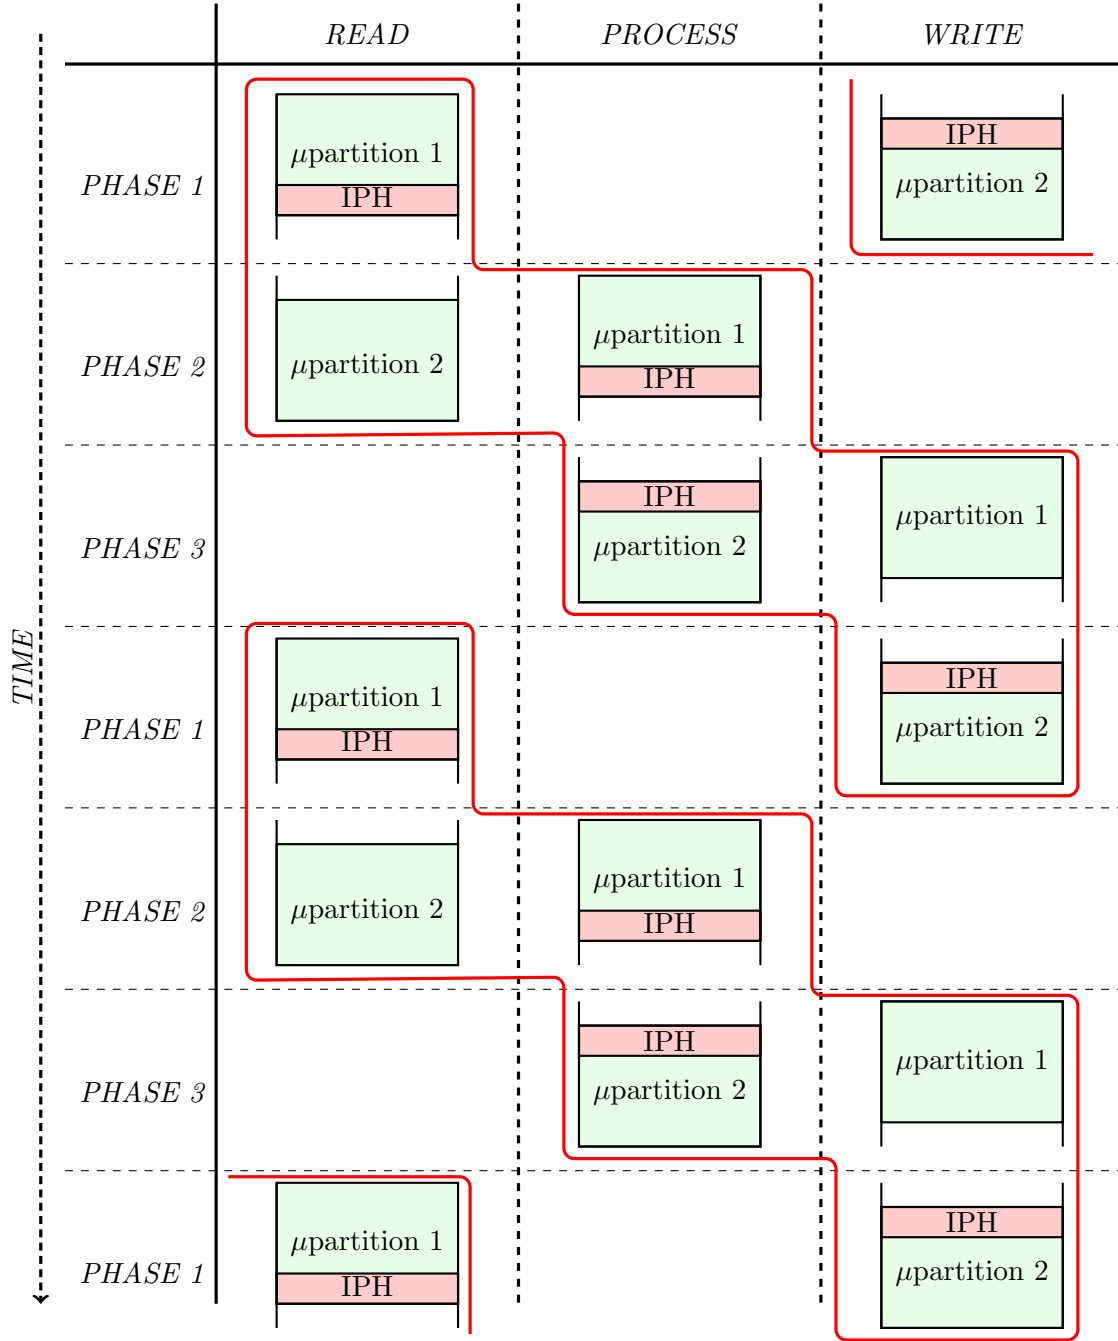 READ PROCESS WRITE
μpartition 1
IPH
IPH
μpartition 2
PHASE 1
μpartition 2
μpartition 1
IPH
PHASE 2
IPH
μpartition 2
μpartition 1
PHASE 3
TIME
μpartition 1
IPH
IPH
μpartition 2
PHASE 1
μpartition 2
μpartition 1
IPH
PHASE 2
IPH
μpartition 2
μpartition 1
PHASE 3
μpartition 1
IPH
IPH
μpartition 2
PHASE 1